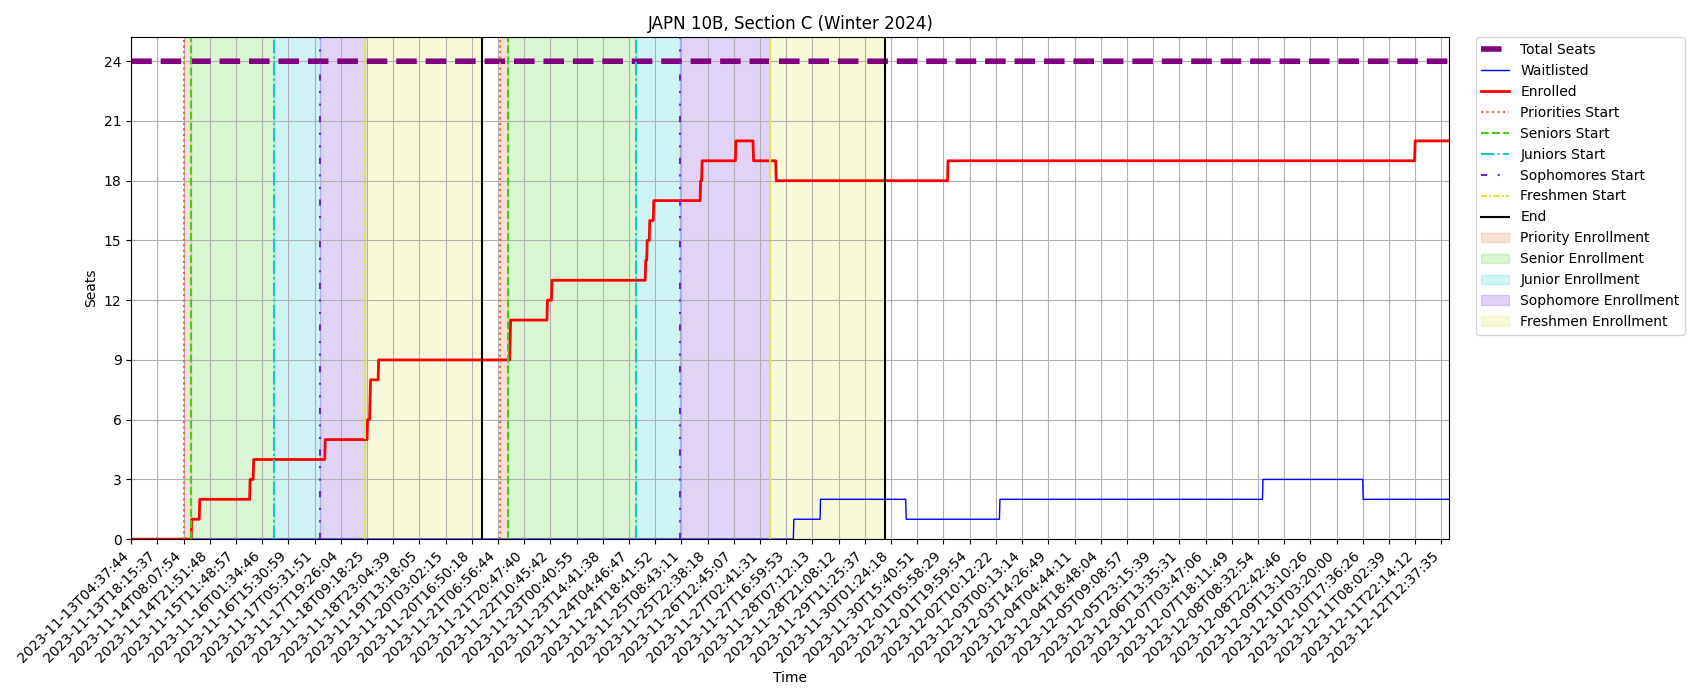 JAPN 10B, Section C (Winter 2024)
Total Seats
Waitlisted
Enrolled
Priorities Start
Seniors Start
Juniors Start
Sophomores Start
Freshmen Start
End
Priority Enrollment
Senior Enrollment
Junior Enrollment
Sophomore Enrollment
Freshmen Enrollment
Seats
24
21
18
15
12
9
6
3
0
2023-11-13T04:37:44
2023-11-13T18:15:37
2023-11-14T08:07:54
2023-11-14T21:51:48
2023-11-15T11:48:57
2023-11-16T01:34:46
2023-11-16T15:30:59
2023-11-17T05:31:51
2023-11-17T19:26:04
2023-11-18T09:18:25
2023-11-18T23:04:39
2023-11-19T13:18:05
2023-11-20T03:02:15
2023-11-20T16:50:18
2023-11-21T06:56:44
2023-11-21T20:47:40
2023-11-22T10:45:42
2023-11-23T00:40:55
2023-11-23T14:41:38
2023-11-24T04:46:47
2023-11-24T18:41:52
2023-11-25T08:43:11
2023-11-25T22:38:18
2023-11-26T12:45:07
2023-11-27T02:41:31
2023-11-27T16:59:53
2023-11-28T07:12:13
2023-11-28T21:08:12
2023-11-29T11:25:37
2023-11-30T01:24:18
2023-11-30T15:40:51
2023-12-01T05:58:29
2023-12-01T19:59:54
2023-12-02T10:12:22
2023-12-03T00:13:14
2023-12-03T14:26:49
2023-12-04T04:44:11
2023-12-04T18:48:04
2023-12-05T09:08:57
2023-12-05T23:15:39
2023-12-06T13:35:31
2023-12-07T03:47:06
2023-12-07T18:11:49
2023-12-08T08:32:54
2023-12-08T22:42:46
2023-12-09T13:10:26
2023-12-10T03:20:00
2023-12-10T17:36:26
2023-12-11T08:02:39
2023-12-11T22:14:12
2023-12-12T12:37:35
Time